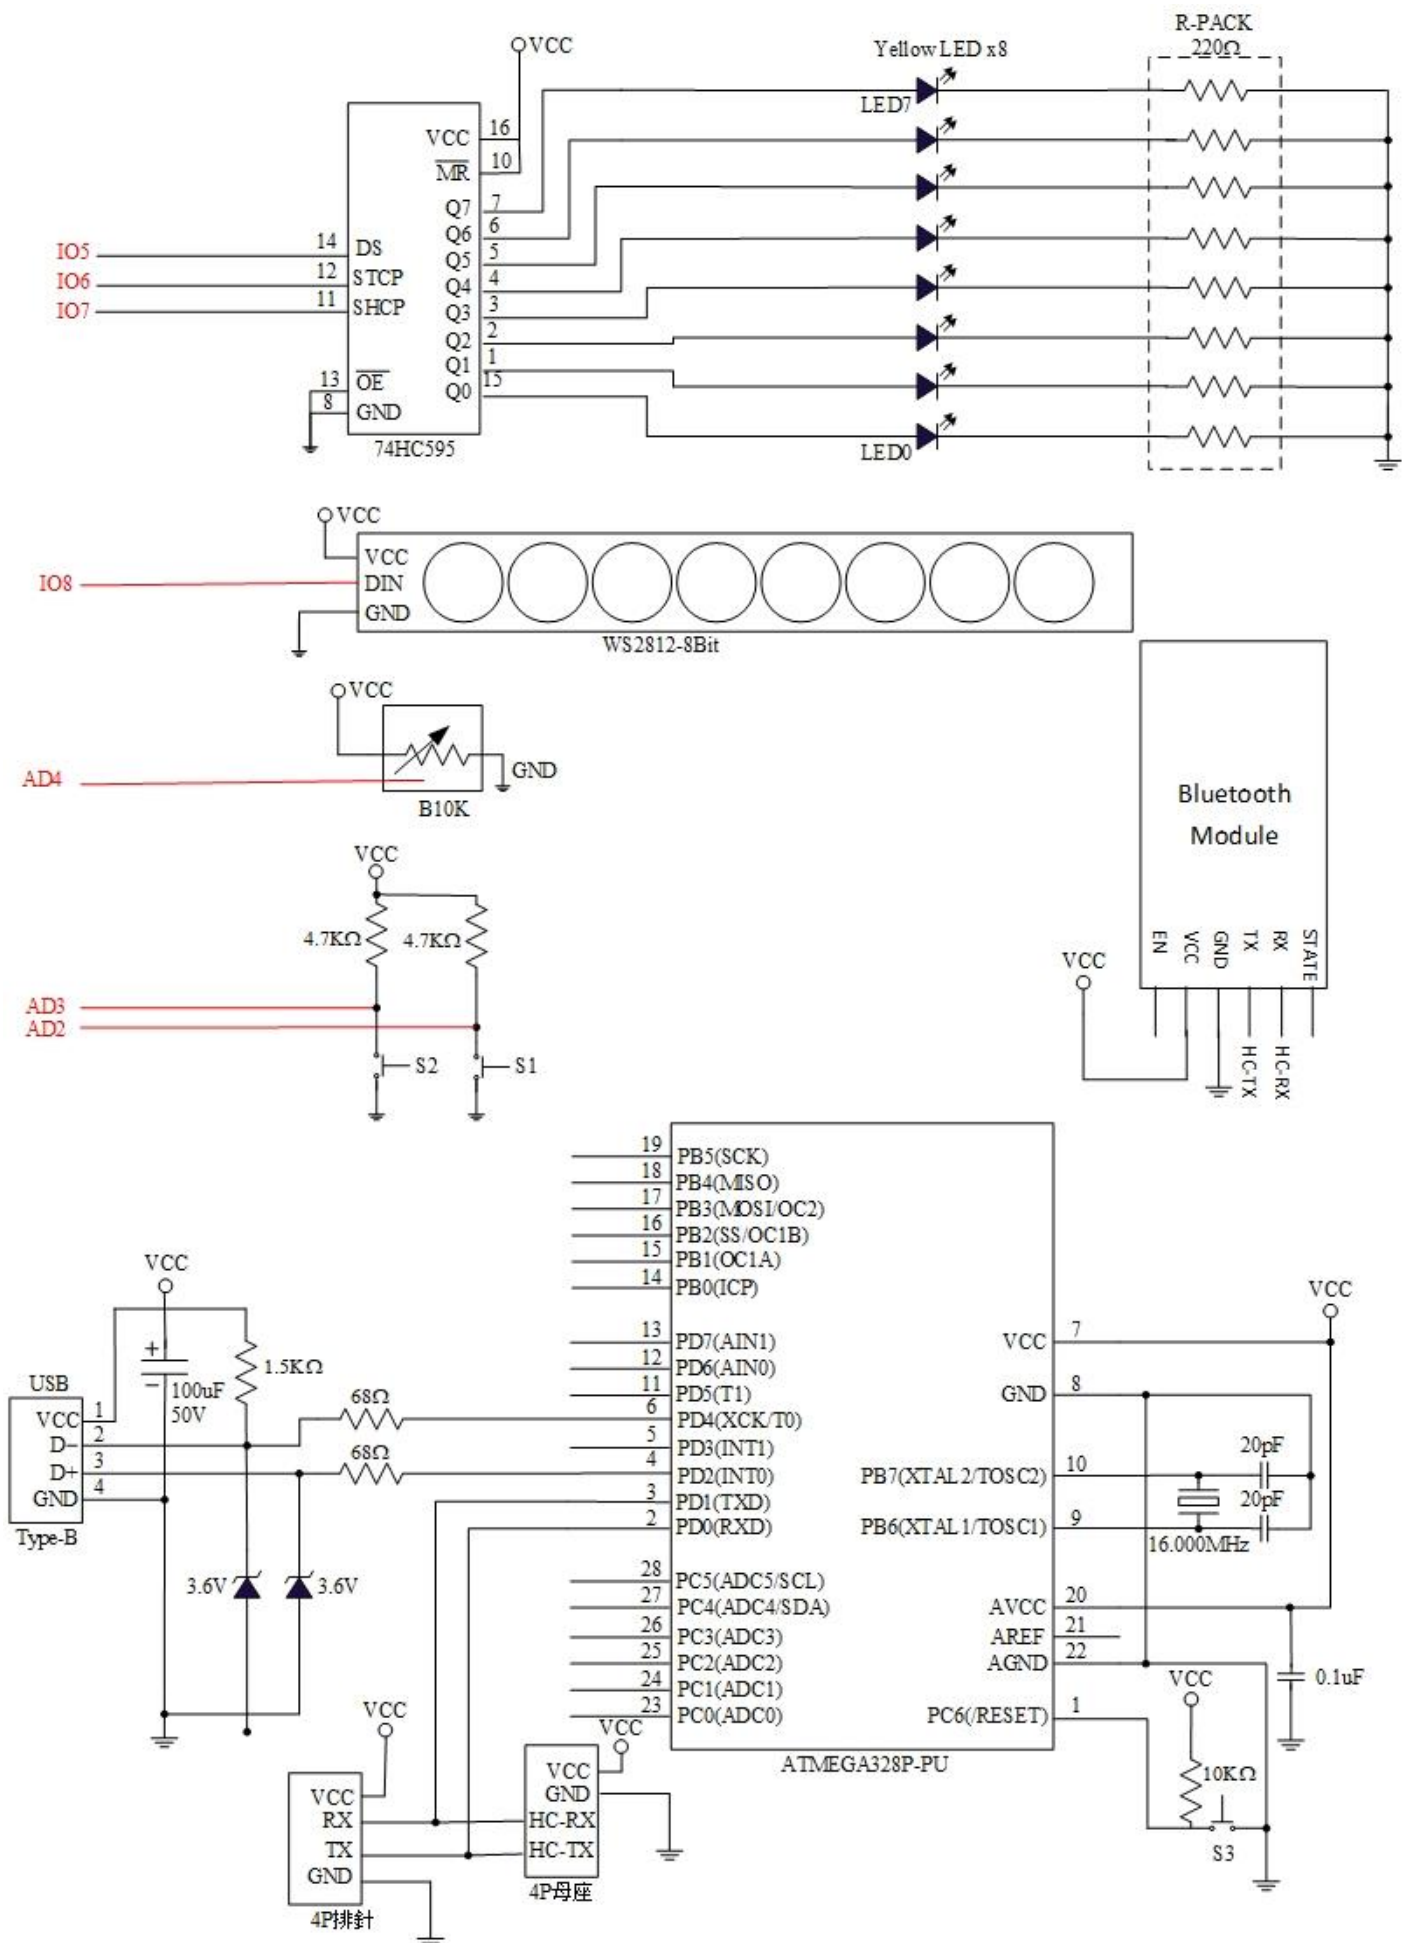 R-PACK
220Ω
VCC
Yellow LED x8
LED7
VCC 16
MR 10
Q7 7
Q6 6
Q5 5
Q4 4
Q3 3
Q2 2
Q1 1
Q0 15
IO5 14 DS
IO6 12 STCP
IO7 11 SHCP
13 OE
8 GND
74HC595
LED0
VCC
VCC
IO8 DIN
GND
WS2812-8Bit
VCC
AD4
GND
B10K
Bluetooth
Module
EN
VCC
GND
TX
RX
STATE
VCC
HC-TX
HC-RX
VCC
4.7KΩ
4.7KΩ
AD3
AD2
S2
S1
19 PB5(SCK)
18 PB4(MISO)
17 PB3(MOSI/OC2)
16 PB2(SS/OC1B)
15 PB1(OC1A)
14 PB0(ICP)
13 PD7(AIN1)
12 PD6(AIN0)
11 PD5(T1)
6 PD4(XCK/T0)
5 PD3(INT1)
4 PD2(INT0)
3 PD1(TXD)
2 PD0(RXD)
28 PC5(ADC5/SCL)
27 PC4(ADC4/SDA)
26 PC3(ADC3)
25 PC2(ADC2)
24 PC1(ADC1)
23 PC0(ADC0)
VCC 7
GND 8
PB7(XTAL2/TOSC2) 10
PB6(XTAL1/TOSC1) 9
AVCC 20
AREF 21
AGND 22
PC6(/RESET) 1
ATMEGA328P-PU
VCC
20pF
20pF
16.000MHz
0.1uF
VCC
10KΩ
S3
VCC
+
−
100uF
50V
1.5KΩ
68Ω
68Ω
USB
VCC 1
D− 2
D+ 3
GND 4
Type-B
3.6V
3.6V
VCC
VCC
RX
TX
GND
4P排針
VCC
VCC
GND
HC-RX
HC-TX
4P母座